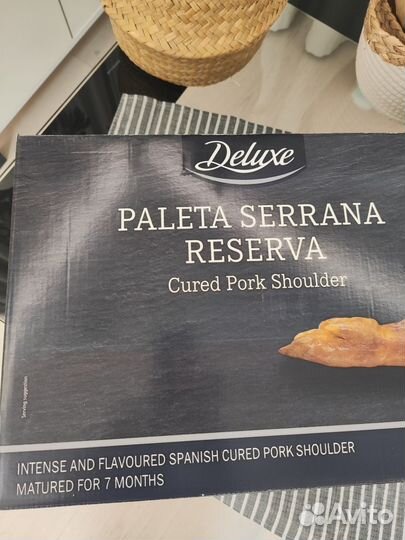 Deluxe
PALETA SERRANA
RESERVA
Cured Pork Shoulder
Serving suggestion
INTENSE AND FLAVOURED SPANISH CURED PORK SHOULDER
MATURED FOR 7 MONTHS
Avito